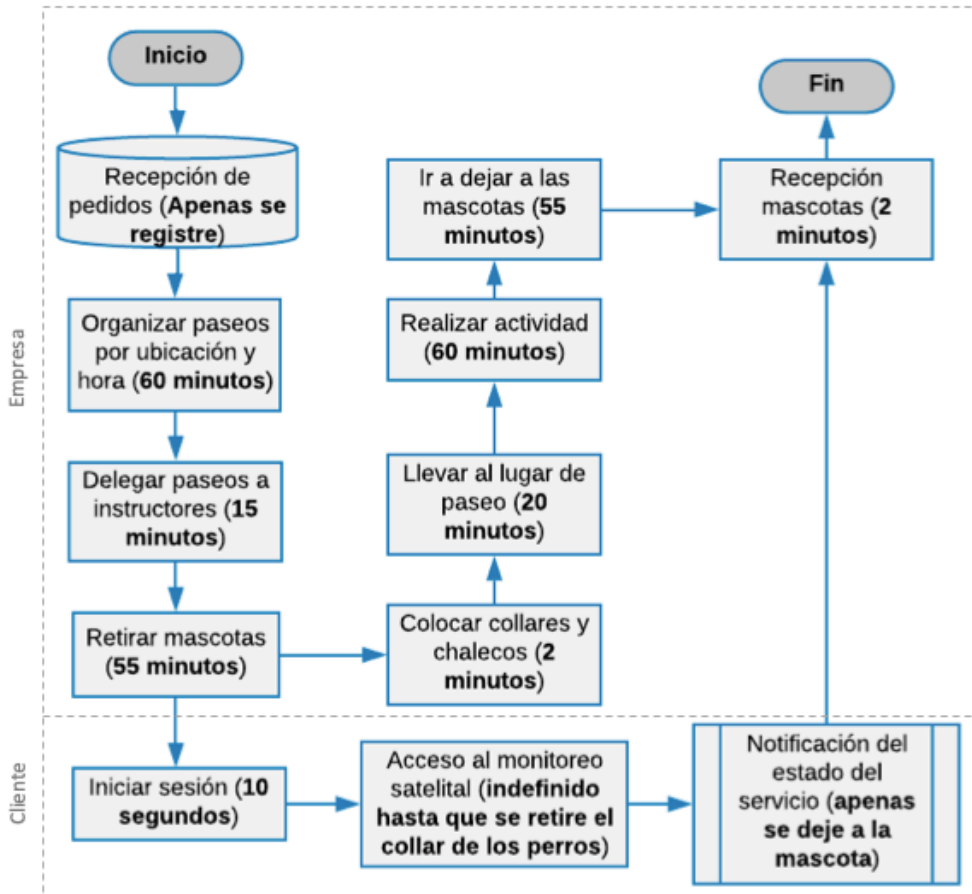 Inicio
Recepción de
pedidos (Apenas se
registre)
Organizar paseos
por ubicación y
hora (60 minutos)
Delegar paseos a
instructores (15
minutos)
Retirar mascotas
(55 minutos)
Colocar collares y
chalecos (2
minutos)
Llevar al lugar de
paseo (20
minutos)
Realizar actividad
(60 minutos)
Ir a dejar a las
mascotas (55
minutos)
Recepción
mascotas (2
minutos)
Fin
Empresa
Iniciar sesión (10
segundos)
Acceso al monitoreo
satelital (indefinido
hasta que se retire el
collar de los perros)
Notificación del
estado del
servicio (apenas
se deje a la
mascota)
Cliente